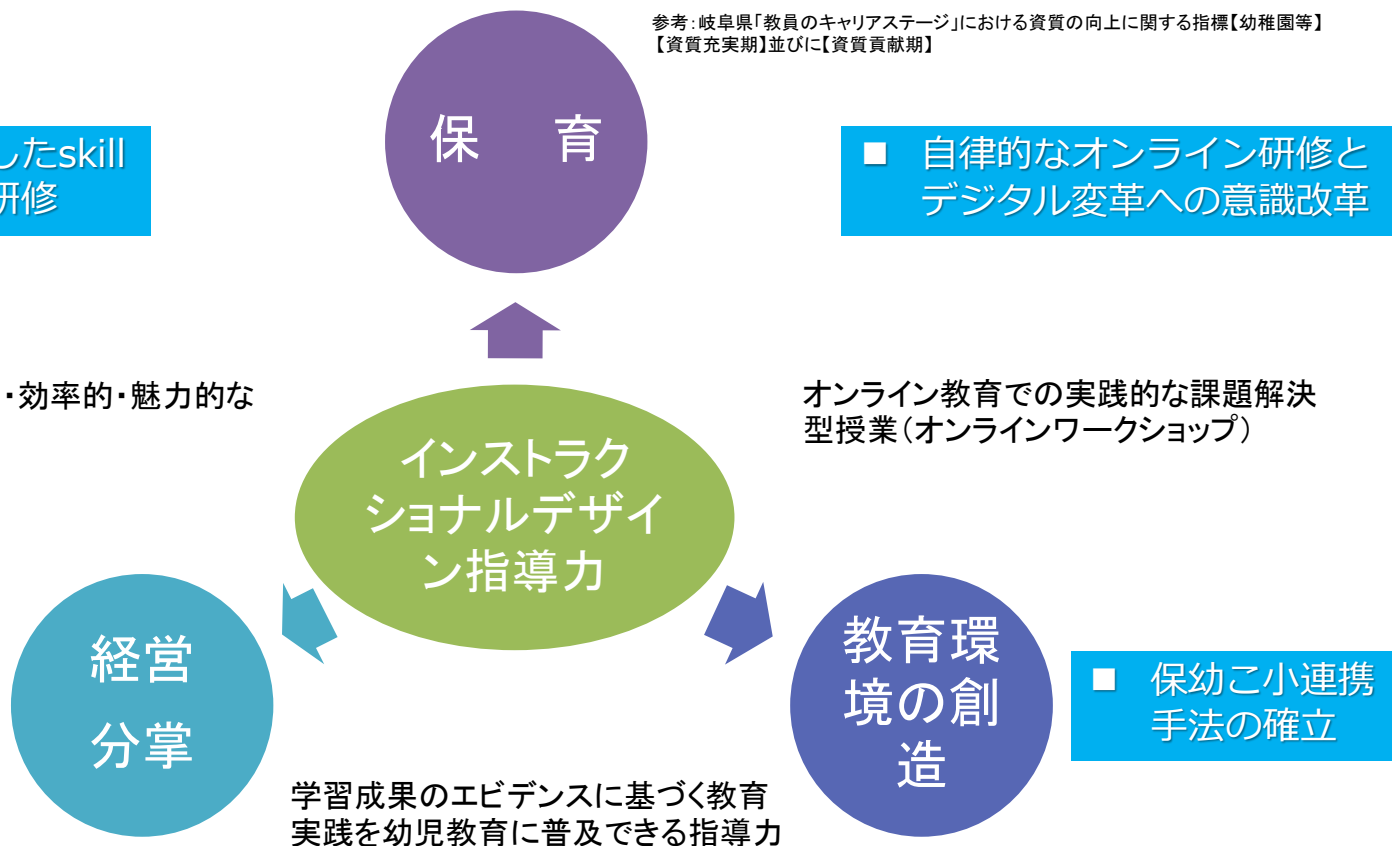 参考：岐阜県「教員のキャリアステージ」における資質の向上に関する指標【幼稚園等】
【資質充実期】並びに【資質貢献期】
保　育
したskill
研修
■ 自律的なオンライン研修と
デジタル変革への意識改革
・効率的・魅力的な
オンライン教育での実践的な課題解決
型授業（オンラインワークショップ）
インストラク
ショナルデザイ
ン指導力
経営
分掌
教育環
境の創
造
■ 保幼こ小連携
手法の確立
学習成果のエビデンスに基づく教育
実践を幼児教育に普及できる指導力